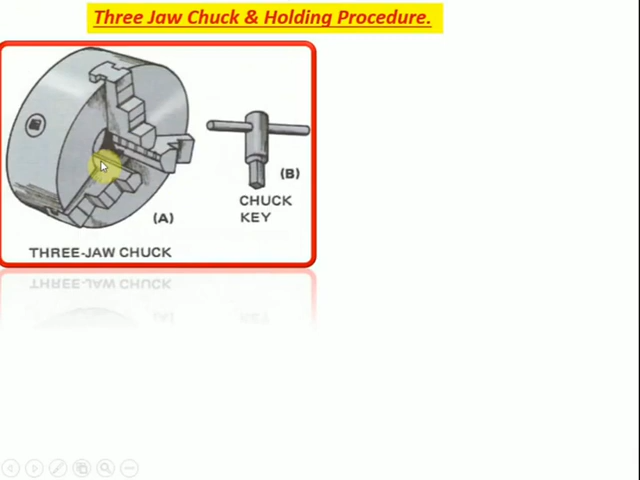 Three Jaw Chuck & Holding Procedure.
(B)
CHUCK
KEY
(A)
THREE-JAW CHUCK